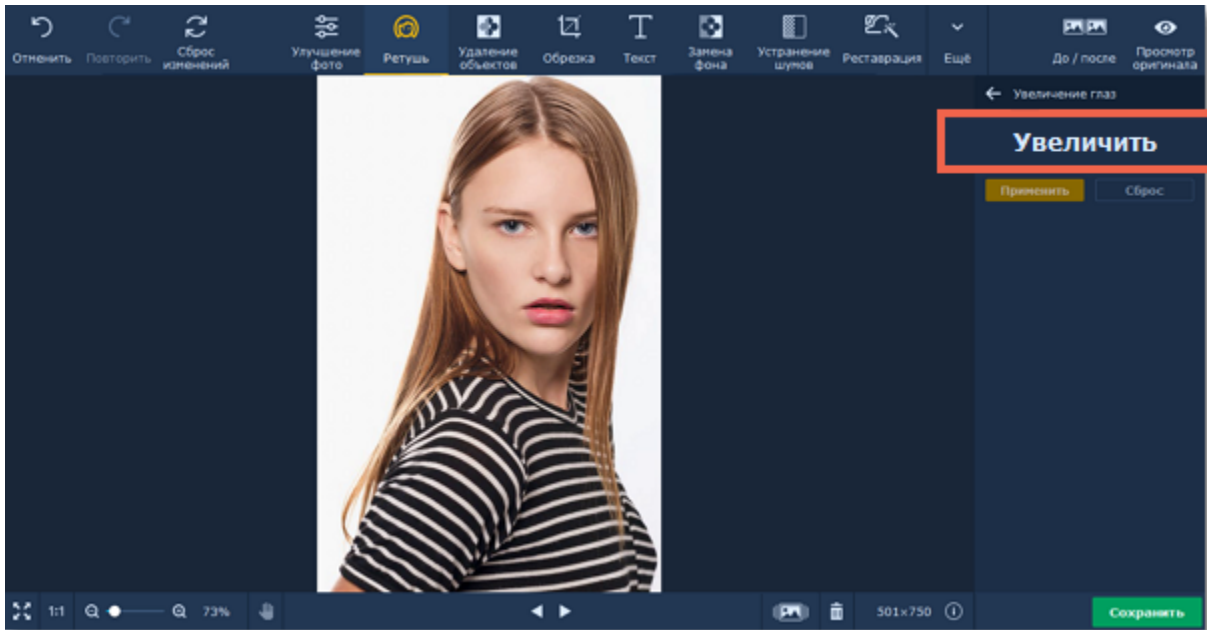 Отменить
Повторить
Сброс
изменений
Улучшение
фото
Ретушь
Удаление
объектов
Обрезка
Текст
Замена
фона
Устранение
шумов
Реставрация
Ещё
До / после
Просмотр
оригинала
Увеличение глаз
Увеличить
Применить
Сброс
1:1
73%
501×750
Сохранить